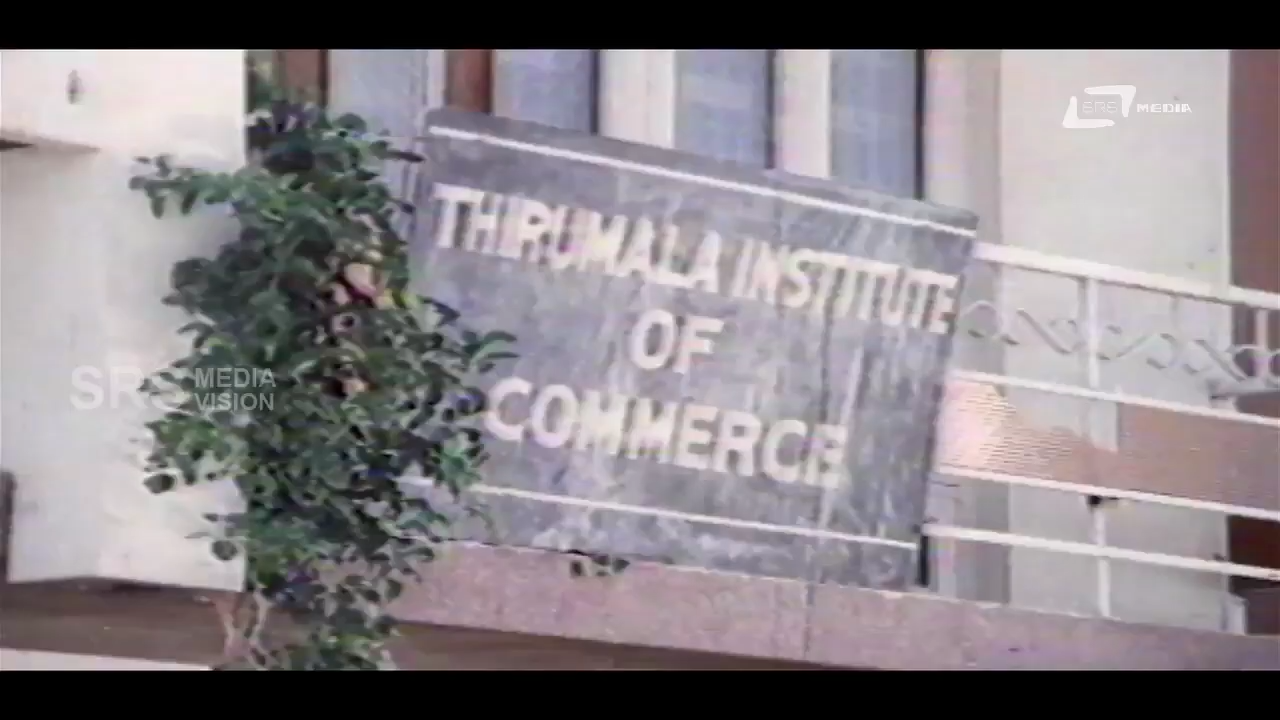 SRS MEDIA
THIRUMALA INSTITUTE
OF
COMMERCE
SRS MEDIA
VISION